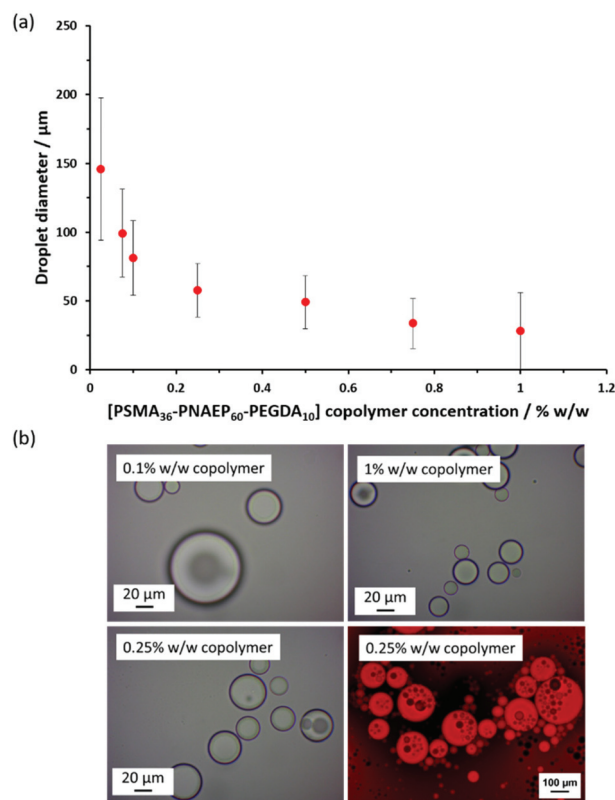 (a)
250
200
150
100
50
0
Droplet diameter / µm
0 0.2 0.4 0.6 0.8 1 1.2
[PSMA₃₆-PNAEP₆₀-PEGDA₁₀] copolymer concentration / % w/w
(b)
0.1% w/w copolymer
20 µm
1% w/w copolymer
20 µm
0.25% w/w copolymer
20 µm
0.25% w/w copolymer
100 µm